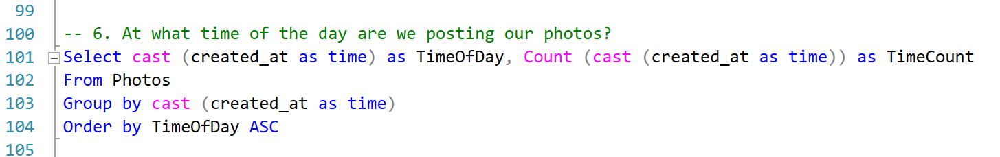 99
100 -- 6. At what time of the day are we posting our photos?
101 Select cast (created_at as time) as TimeOfDay, Count (cast (created_at as time)) as TimeCount
102 From Photos
103 Group by cast (created_at as time)
104 Order by TimeOfDay ASC
105